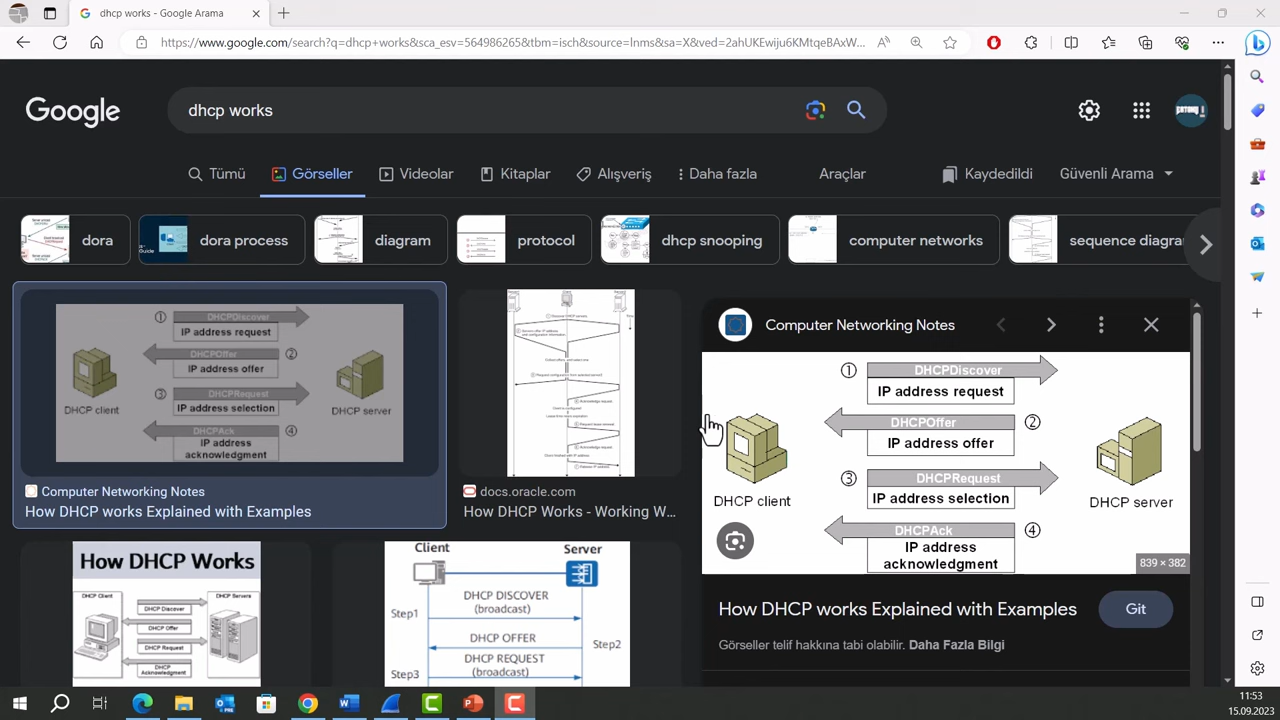 dhcp works - Google Arama
https://www.google.com/search?q=dhcp+works&sca_esv=564986265&tbm=isch&source=lnms&sa=X&ved=2ahUKEwiju6KMtqeBAxW...
Google
dhcp works
Tümü
Görseller
Videolar
Kitaplar
Alışveriş
Daha fazla
Araçlar
Kaydedildi
Güvenli Arama
dora
dora process
diagram
protocol
dhcp snooping
computer networks
sequence diagra
① DHCPDiscover
IP address request
DHCPOffer ②
IP address offer
③ DHCPRequest
IP address selection
DHCPAck ④
IP address
acknowledgment
DHCP client
DHCP server
Computer Networking Notes
How DHCP works Explained with Examples
docs.oracle.com
How DHCP Works - Working W...
Computer Networking Notes
① DHCPDiscover
IP address request
DHCPOffer ②
IP address offer
③ DHCPRequest
IP address selection
DHCP client
DHCP server
DHCPAck ④
IP address
acknowledgment
839 × 382
How DHCP works Explained with Examples
Git
Görseller telif hakkına tabi olabilir. Daha Fazla Bilgi
How DHCP Works
DHCP Client
DHCP Servers
DHCP Discover
DHCP Offer
DHCP Request
DHCP
Acknowledgment
Client
Server
DHCP DISCOVER
(broadcast)
Step1
DHCP OFFER
Step2
DHCP REQUEST
(broadcast)
Step3
11:53
15.09.2023